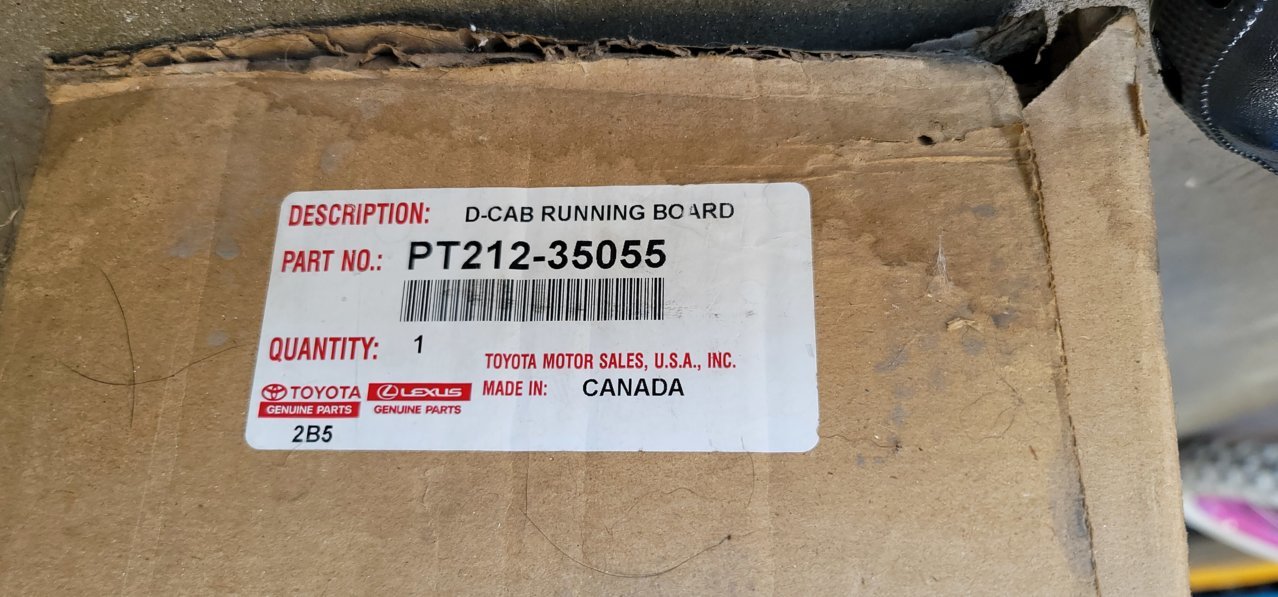 DESCRIPTION: D-CAB RUNNING BOARD
PART NO.: PT212-35055
QUANTITY: 1
TOYOTA MOTOR SALES, U.S.A., INC.
MADE IN: CANADA
TOYOTA
GENUINE PARTS
LEXUS
GENUINE PARTS
2B5